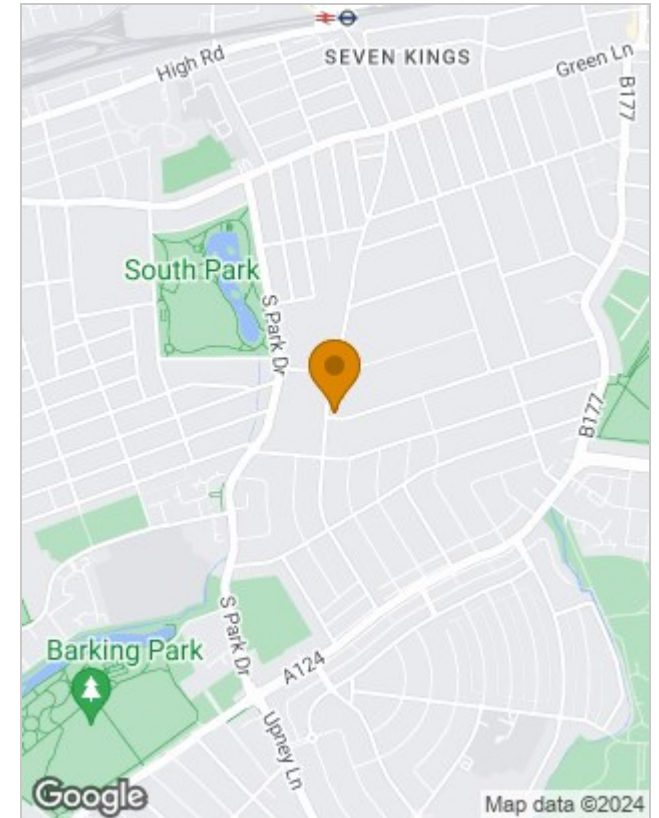 High Rd
SEVEN KINGS
Green Ln
B177
South Park
S Park Dr
B177
Barking Park
S Park Dr
A124
Upney Ln
Google
Map data ©2024